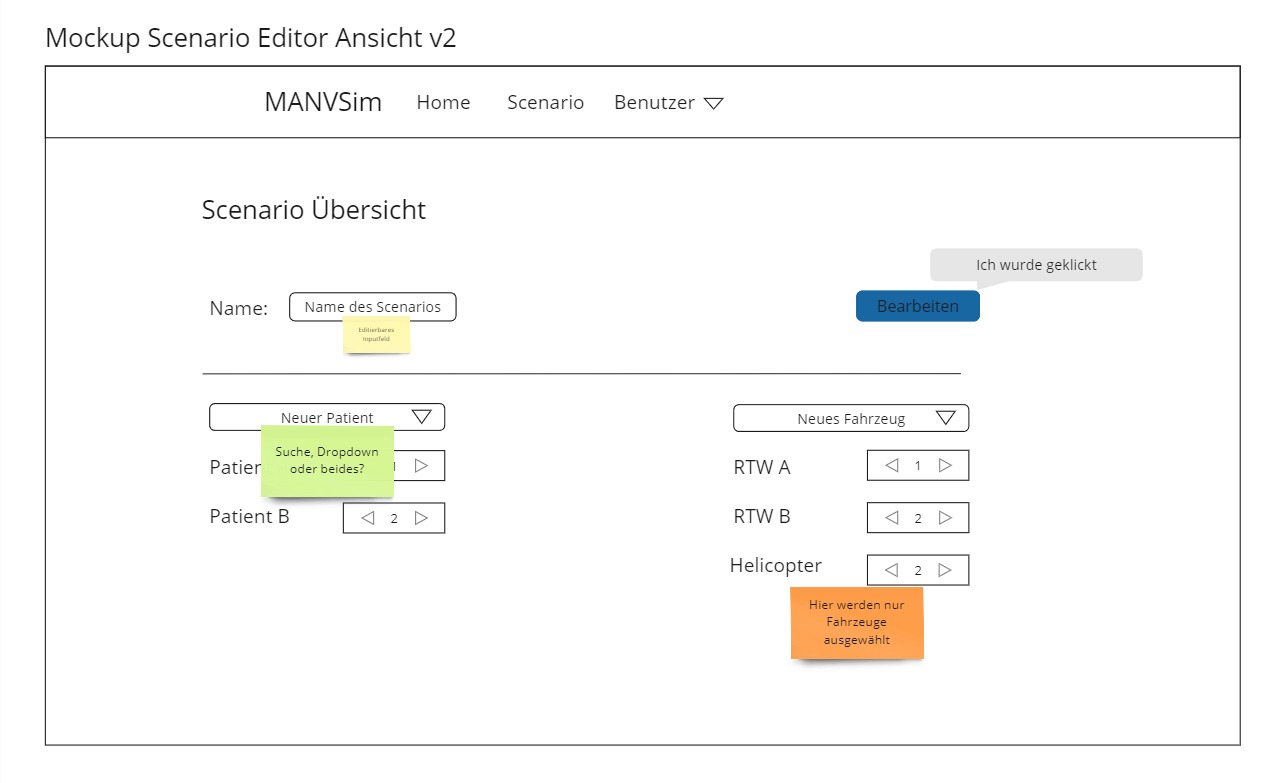 Mockup Scenario Editor Ansicht v2
MANVSim Home Scenario Benutzer
Scenario Übersicht
Ich wurde geklickt
Name: Name des Scenarios Bearbeiten
Editierbares
Inputfeld
Neuer Patient Neues Fahrzeug
Suche, Dropdown
oder beides?
RTW A 1
Patient B 2 RTW B 2
Helicopter 2
Hier werden nur
Fahrzeuge
ausgewählt